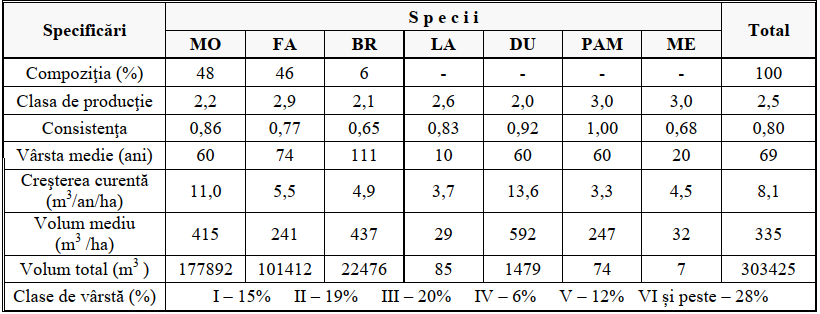 Specificări S p e c i i Total
MO FA BR LA DU PAM ME
Compoziţia (%) 48 46 6 - - - - 100
Clasa de producţie 2,2 2,9 2,1 2,6 2,0 3,0 3,0 2,5
Consistenţa 0,86 0,77 0,65 0,83 0,92 1,00 0,68 0,80
Vârsta medie (ani) 60 74 111 10 60 60 20 69
Creşterea curentă
(m³/an/ha) 11,0 5,5 4,9 3,7 13,6 3,3 4,5 8,1
Volum mediu
(m³ /ha) 415 241 437 29 592 247 32 335
Volum total (m³ ) 177892 101412 22476 85 1479 74 7 303425
Clase de vârstă (%) I – 15% II – 19% III – 20% IV – 6% V – 12% VI și peste – 28%